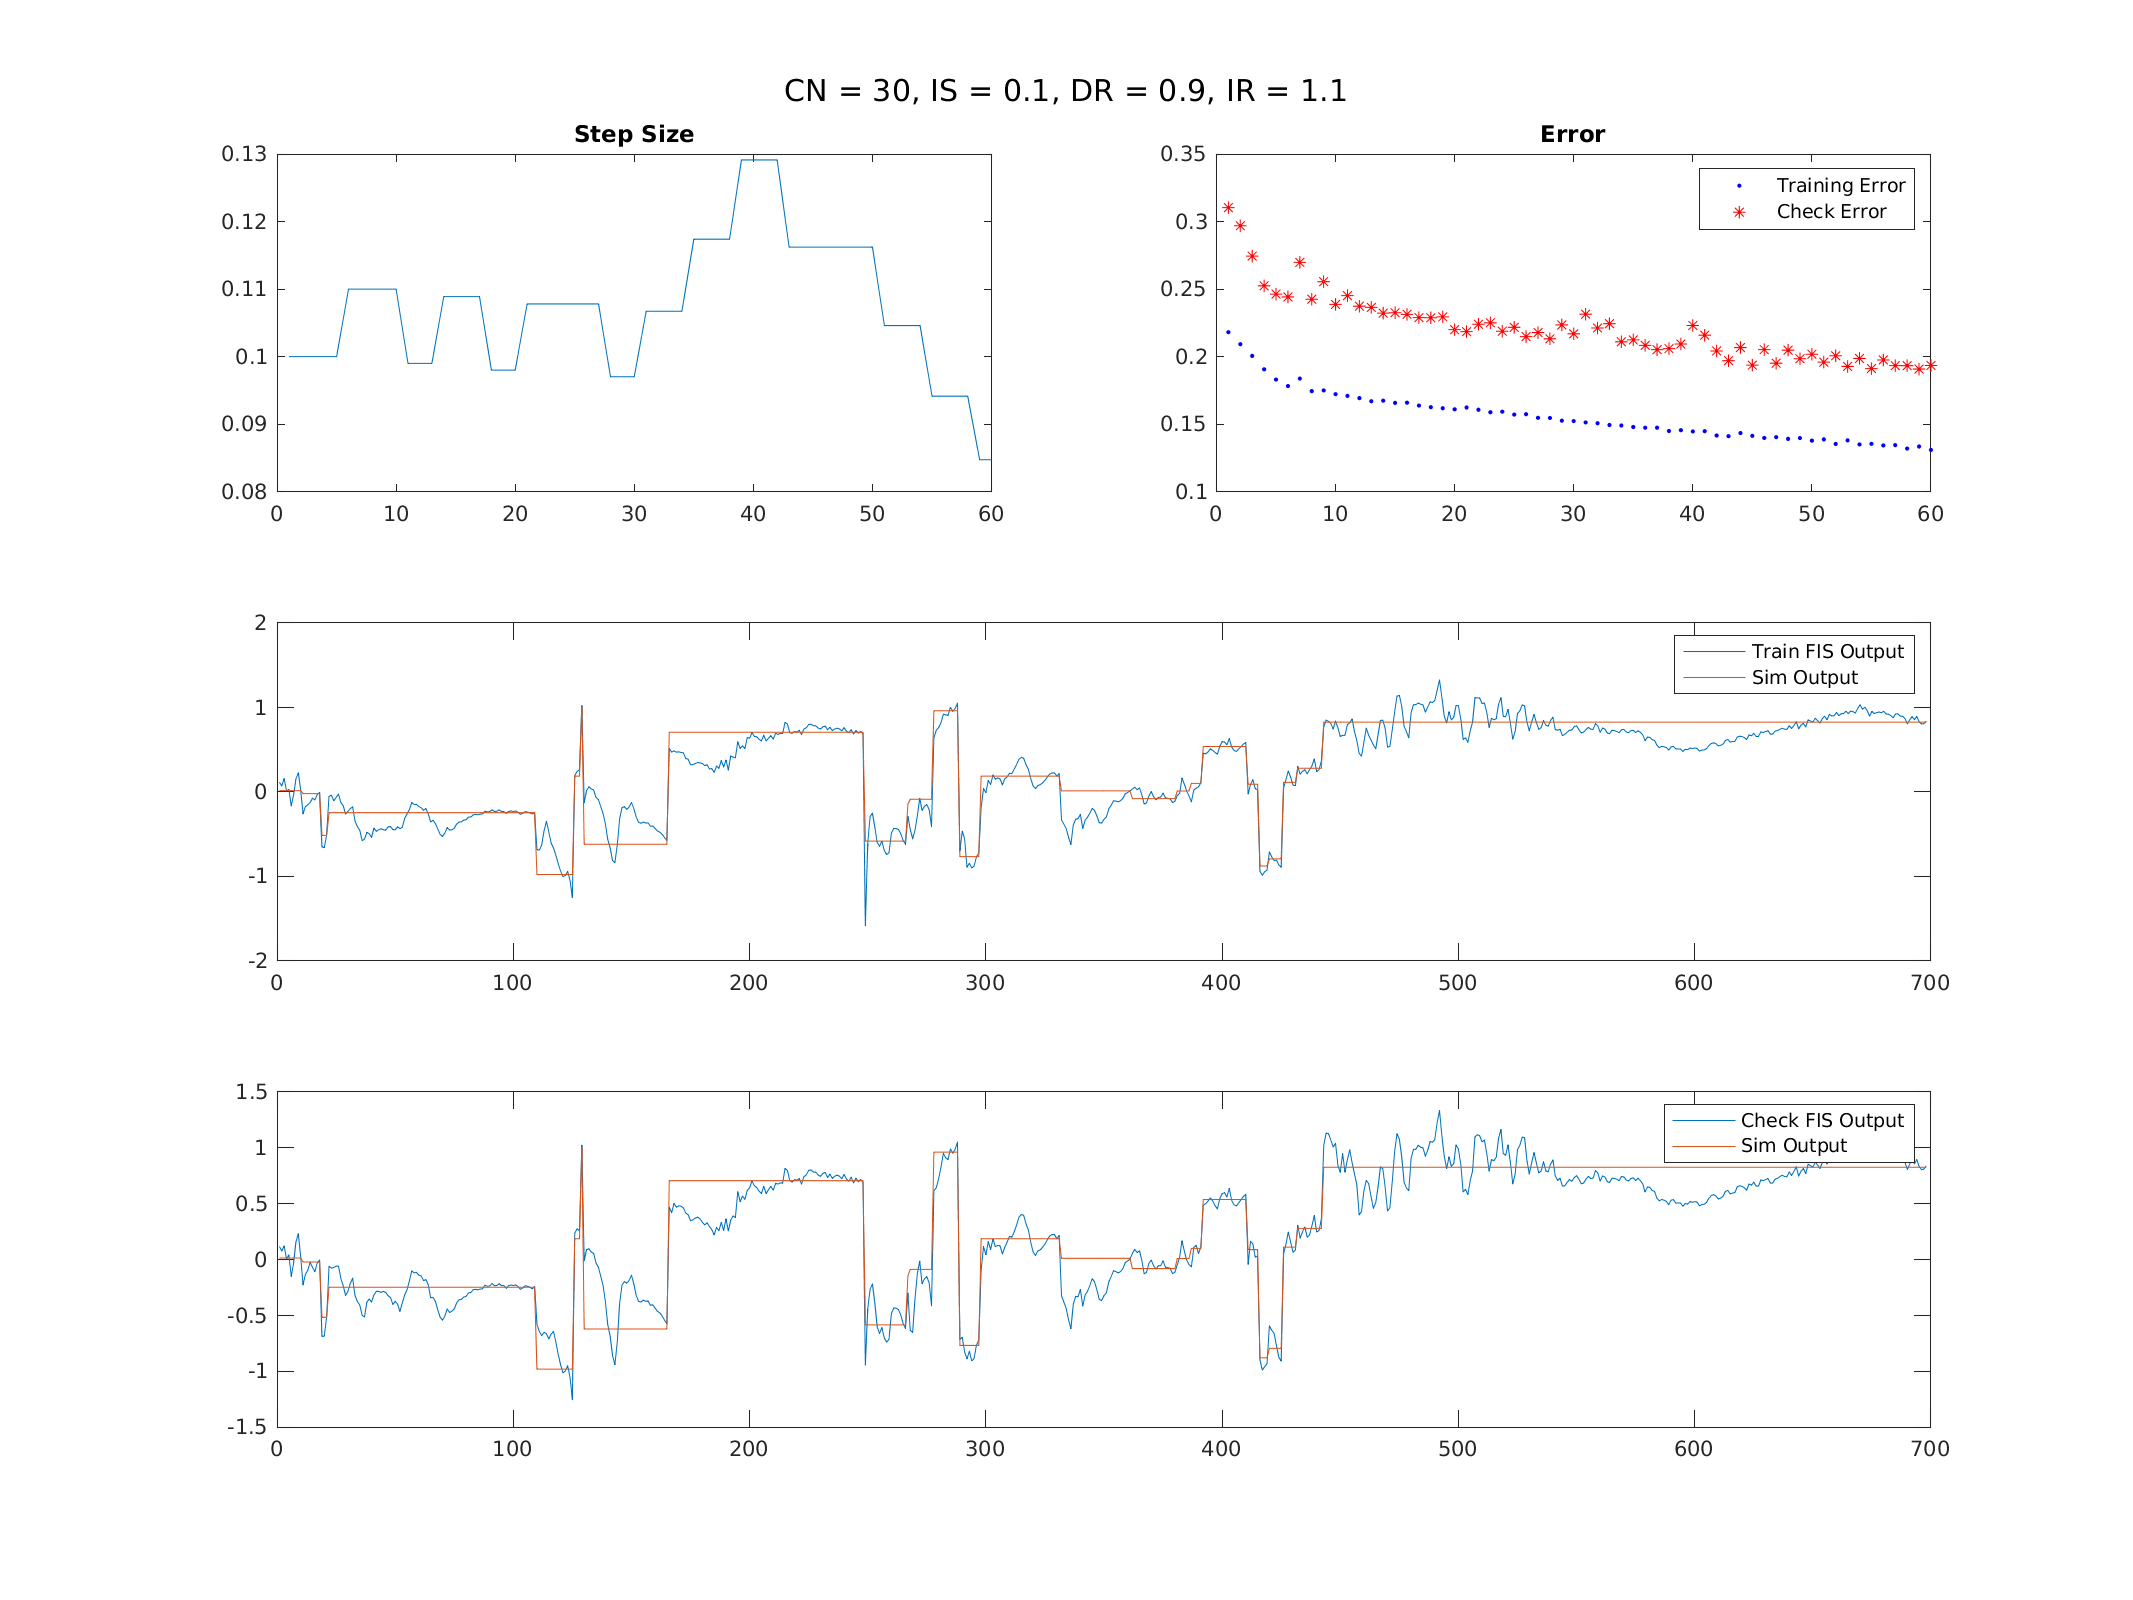 CN = 30, IS = 0.1, DR = 0.9, IR = 1.1
Step Size
0.13
0.12
0.11
0.1
0.09
0.08
0 10 20 30 40 50 60
Error
0.35
0.3
0.25
0.2
0.15
0.1
0 10 20 30 40 50 60
Training Error
Check Error
2
1
0
-1
-2
0 100 200 300 400 500 600 700
Train FIS Output
Sim Output
1.5
1
0.5
0
-0.5
-1
-1.5
0 100 200 300 400 500 600 700
Check FIS Output
Sim Output